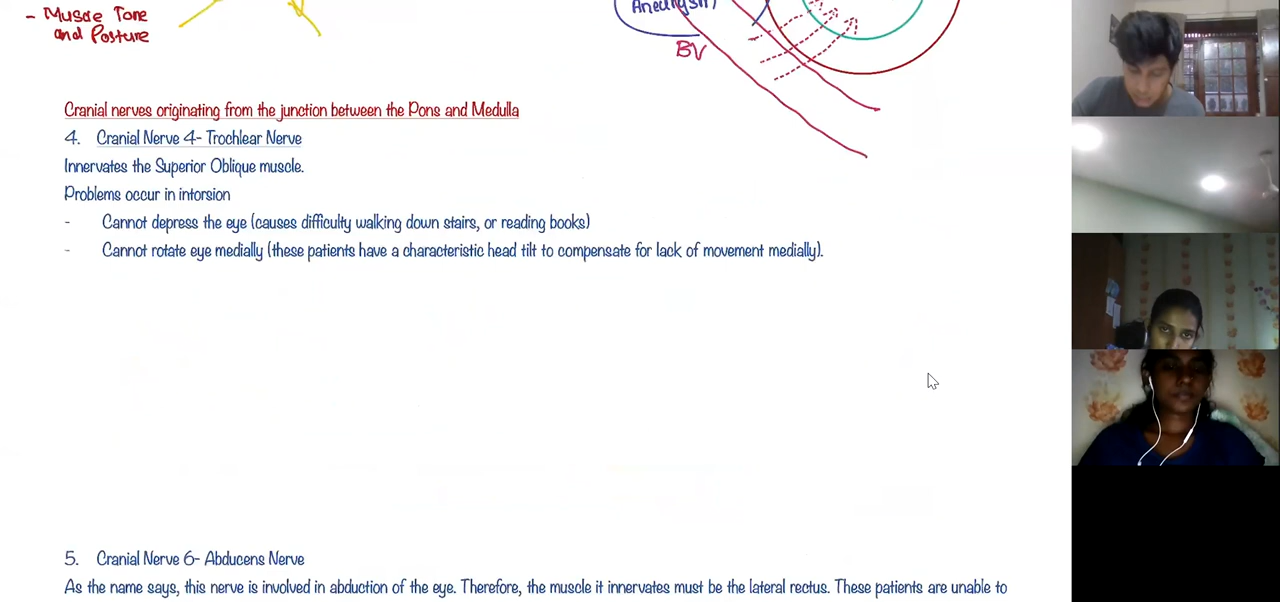 - Muscle Tone
and Posture
Aneurysm
BV
Cranial nerves originating from the junction between the Pons and Medulla
4. Cranial Nerve 4- Trochlear Nerve
Innervates the Superior Oblique muscle.
Problems occur in intorsion
- Cannot depress the eye (causes difficulty walking down stairs, or reading books)
- Cannot rotate eye medially (these patients have a characteristic head tilt to compensate for lack of movement medially).
5. Cranial Nerve 6- Abducens Nerve
As the name says, this nerve is involved in abduction of the eye. Therefore, the muscle it innervates must be the lateral rectus. These patients are unable to